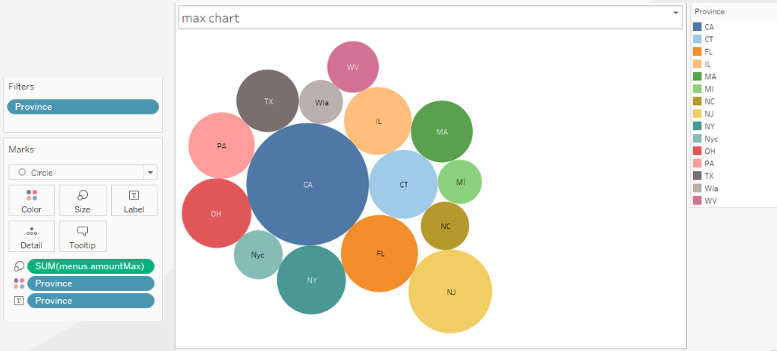 max chart
Filters
Province
Marks
Circle
Color
Size
Label
Detail
Tooltip
SUM(menus.amountMax)
Province
Province
WV
TX
Wla
IL
MA
PA
CA
CT
MI
OH
NC
Nyc
FL
NY
NJ
Province
CA
CT
FL
IL
MA
MI
NC
NJ
NY
Nyc
OH
PA
TX
Wla
WV